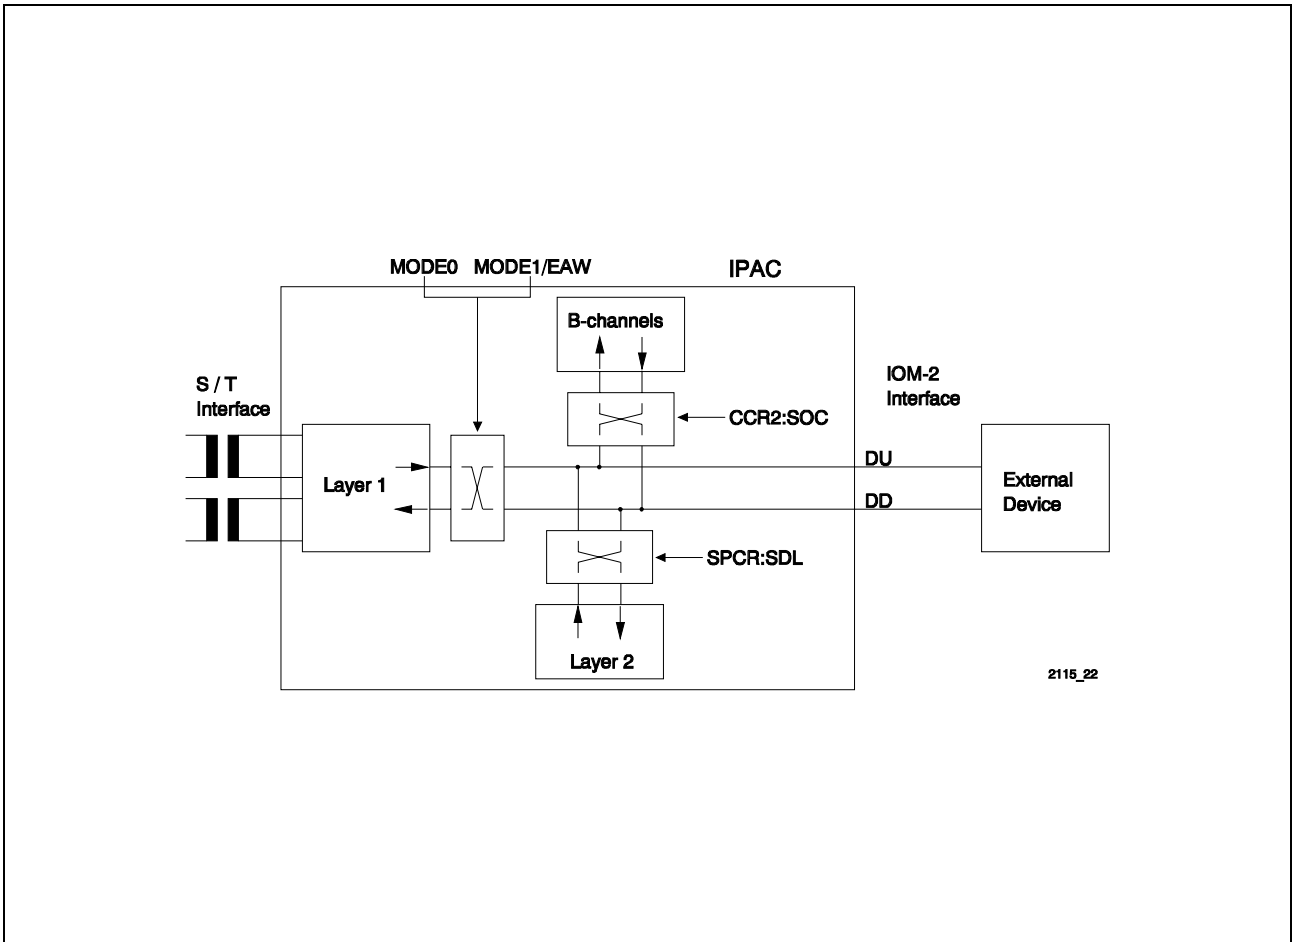 MODE0 MODE1/EAW
IPAC
B-channels
S / T
Interface
IOM-2
Interface
CCR2:SOC
DU
Layer 1
External
Device
DD
SPCR:SDL
Layer 2
2115_22